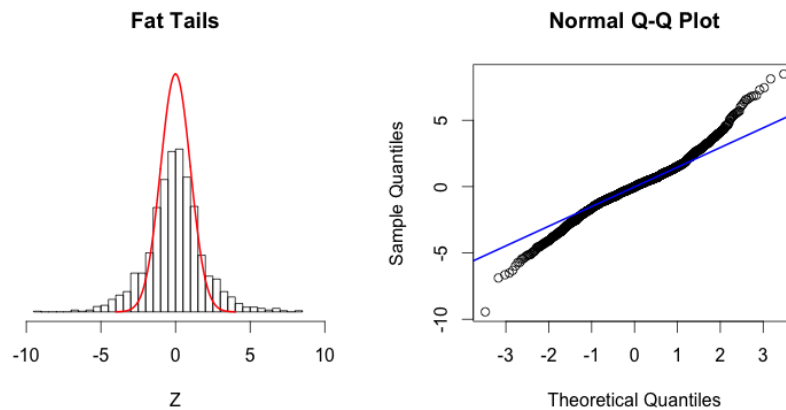 Fat Tails
-10 -5 0 5 10
Z
Normal Q-Q Plot
Sample Quantiles
5
0
-5
-10
-3 -2 -1 0 1 2 3
Theoretical Quantiles